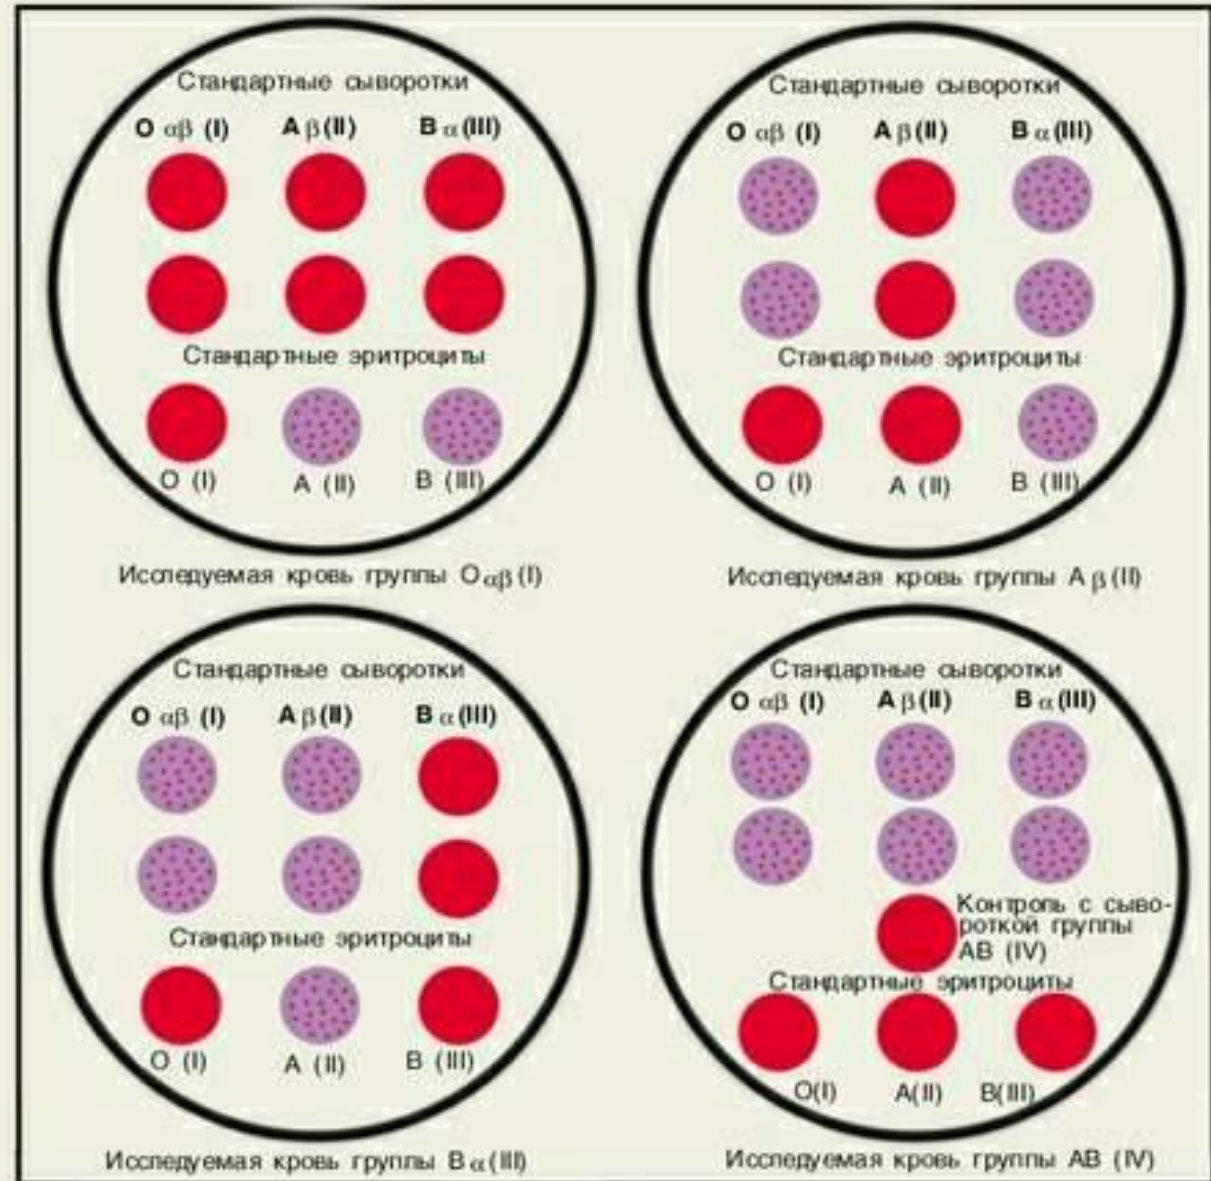 Стандартные сыворотки
O αβ (I) A β (II) B α (III)
Стандартные эритроциты
O (I) A (II) B (III)
Исследуемая кровь группы O αβ (I)
Стандартные сыворотки
O αβ (I) A β (II) B α (III)
Стандартные эритроциты
O (I) A (II) B (III)
Исследуемая кровь группы A β (II)
Стандартные сыворотки
O αβ (I) A β (II) B α (III)
Стандартные эритроциты
O (I) A (II) B (III)
Исследуемая кровь группы B α (III)
Стандартные сыворотки
O αβ (I) A β (II) B α (III)
Контроль с сыво-
роткой группы
AB (IV)
Стандартные эритроциты
O(I) A(II) B(III)
Исследуемая кровь группы AB (IV)